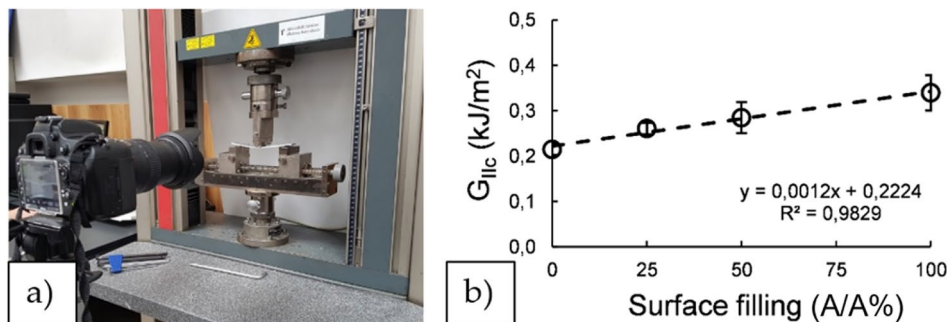 a)
b)
G_IIc (kJ/m²)
0,5
0,4
0,3
0,2
0,1
0,0
y = 0,0012x + 0,2224
R² = 0,9829
0
25
50
100
Surface filling (A/A%)